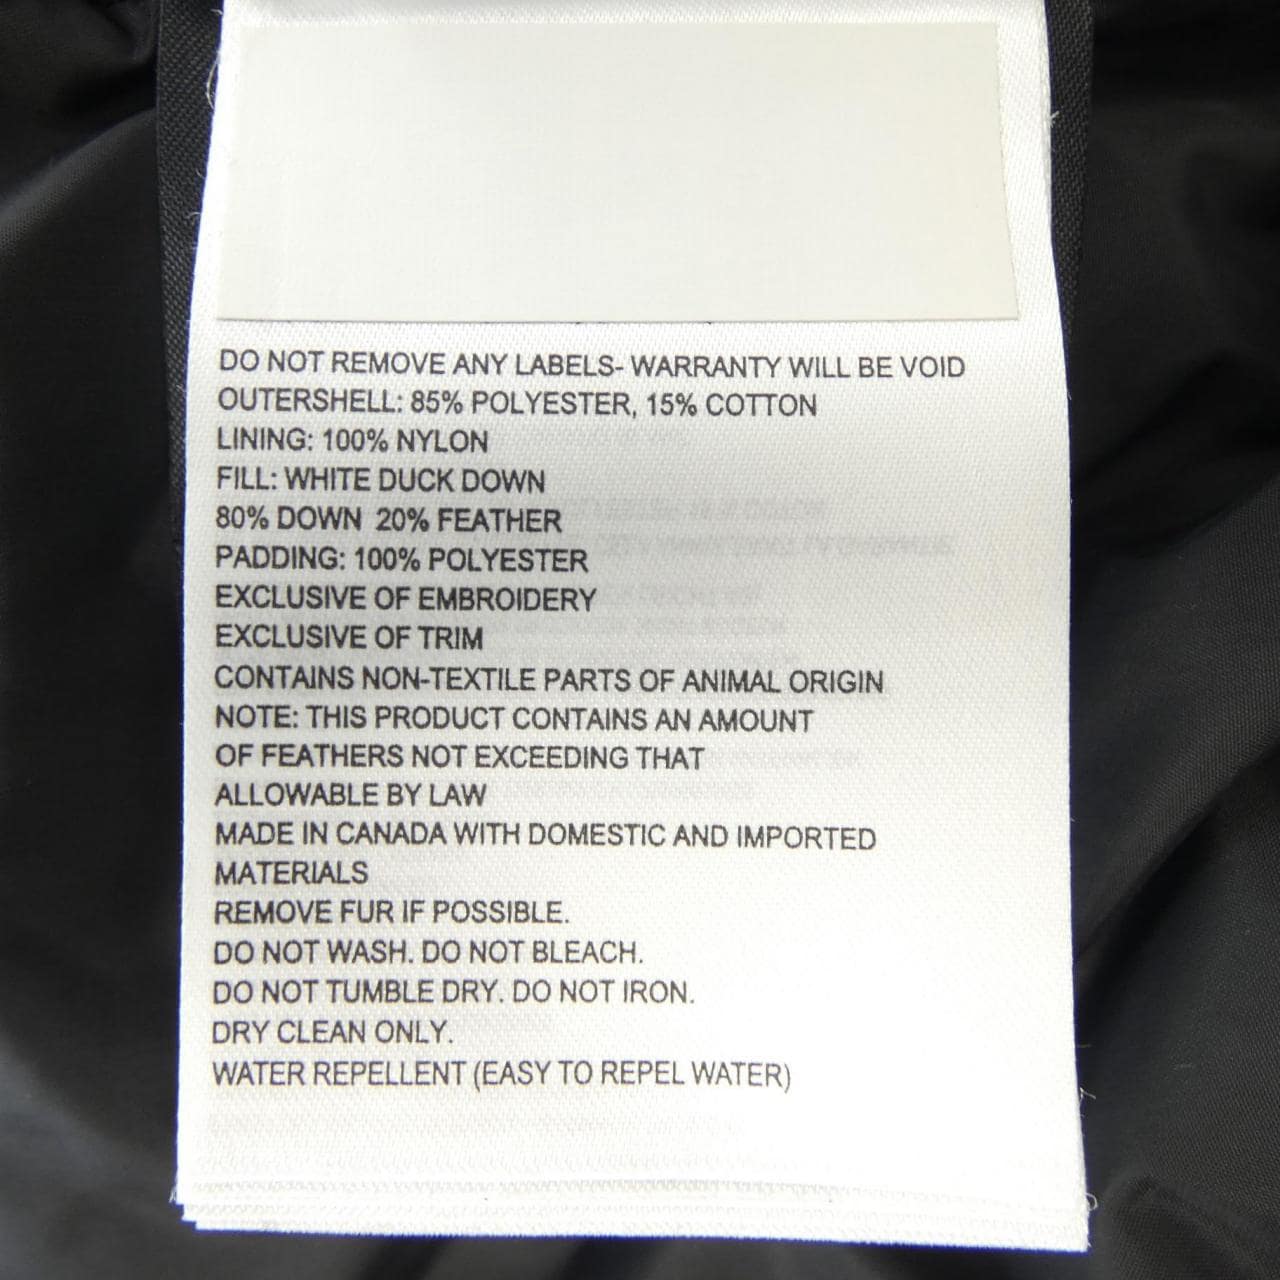 DO NOT REMOVE ANY LABELS- WARRANTY WILL BE VOID
OUTERSHELL: 85% POLYESTER, 15% COTTON
LINING: 100% NYLON
FILL: WHITE DUCK DOWN
80% DOWN 20% FEATHER
PADDING: 100% POLYESTER
EXCLUSIVE OF EMBROIDERY
EXCLUSIVE OF TRIM
CONTAINS NON-TEXTILE PARTS OF ANIMAL ORIGIN
NOTE: THIS PRODUCT CONTAINS AN AMOUNT
OF FEATHERS NOT EXCEEDING THAT
ALLOWABLE BY LAW
MADE IN CANADA WITH DOMESTIC AND IMPORTED
MATERIALS
REMOVE FUR IF POSSIBLE.
DO NOT WASH. DO NOT BLEACH.
DO NOT TUMBLE DRY. DO NOT IRON.
DRY CLEAN ONLY.
WATER REPELLENT (EASY TO REPEL WATER)